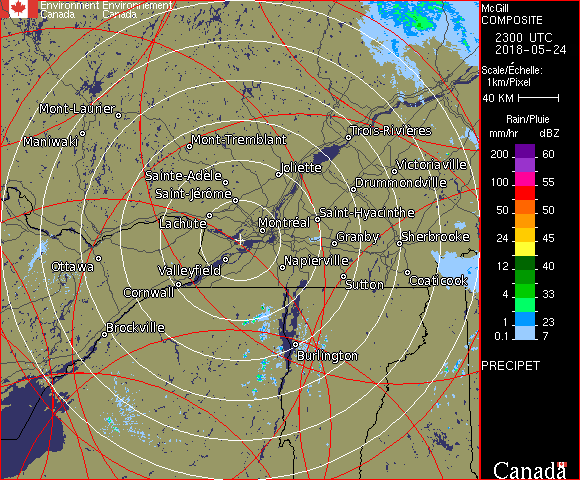 Environment Environnement
Canada Canada
McGill
COMPOSITE
2300 UTC
2018-05-24
Scale/Échelle:
1km/Pixel
40 KM
Rain/Pluie
mm/hr dBZ
200 60
150 57
100 55
50 50
24 45
12 40
4 33
1 23
0.1 7
PRECIPET
Canada
Mont-Laurier
Maniwaki
Mont-Tremblant
Trois-Rivières
Sainte-Adèle
Joliette
Victoriaville
Saint-Jérôme
Drummondville
Lachute
Montréal
Saint-Hyacinthe
Granby
Sherbrooke
Ottawa
Valleyfield
Napierville
Cornwall
Sutton
Coaticook
Brockville
Burlington